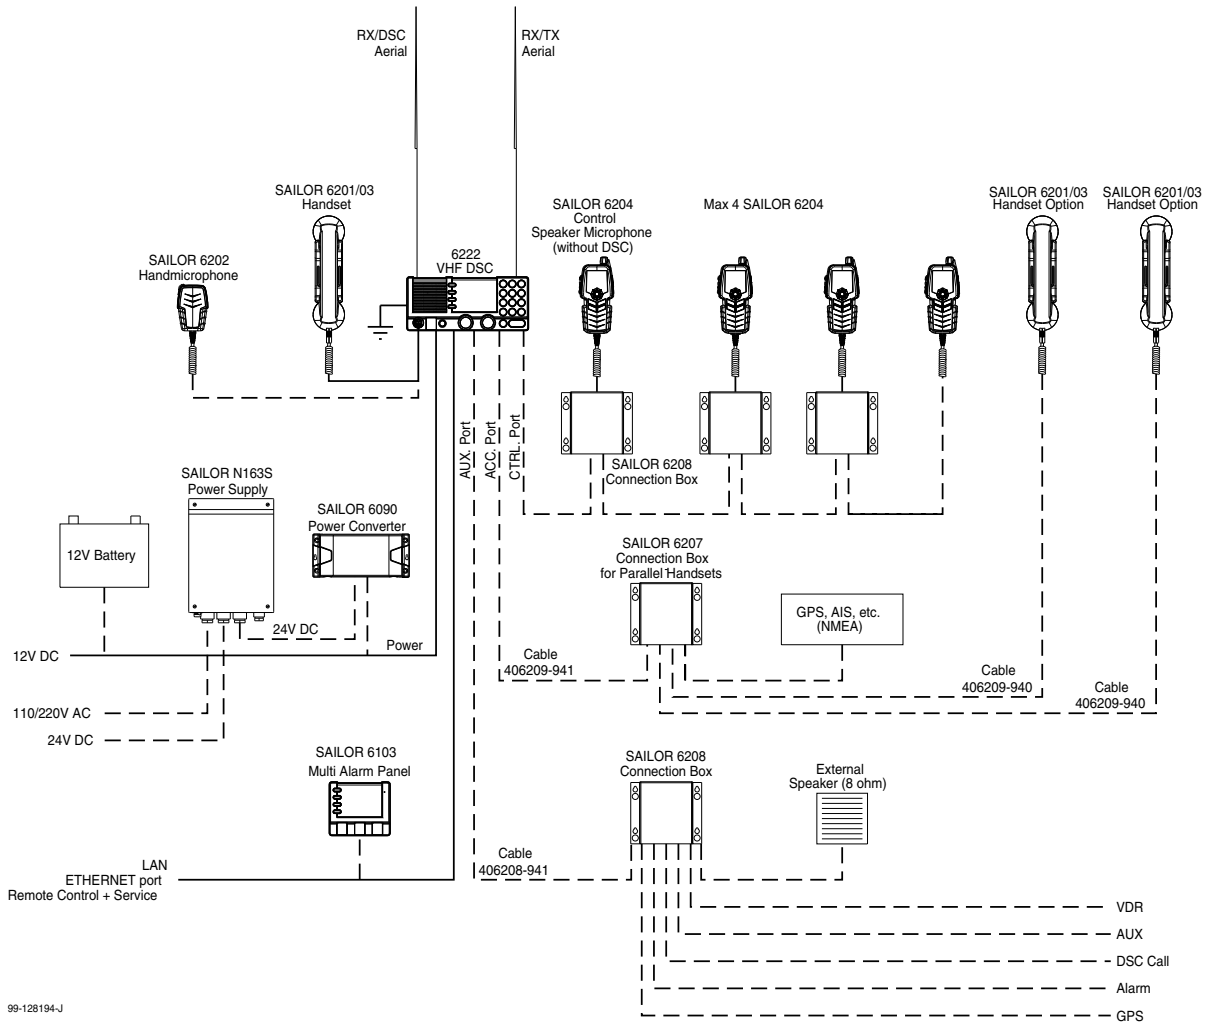 RX/DSC
Aerial
RX/TX
Aerial
SAILOR 6201/03
Handset
SAILOR 6204
Control
Speaker Microphone
(without DSC)
Max 4 SAILOR 6204
SAILOR 6201/03
Handset Option
SAILOR 6201/03
Handset Option
SAILOR 6202
Handmicrophone
6222
VHF DSC
AUX. Port
ACC. Port
CTRL. Port
SAILOR 6208
Connection Box
SAILOR N163S
Power Supply
SAILOR 6090
Power Converter
12V Battery
SAILOR 6207
Connection Box
for Parallel Handsets
GPS, AIS, etc.
(NMEA)
24V DC
Power
12V DC
Cable
406209-941
Cable
406209-940
Cable
406209-940
110/220V AC
24V DC
SAILOR 6103
Multi Alarm Panel
SAILOR 6208
Connection Box
External
Speaker (8 ohm)
Cable
406208-941
LAN
ETHERNET port
Remote Control + Service
VDR
AUX
DSC Call
Alarm
GPS
99-128194-J